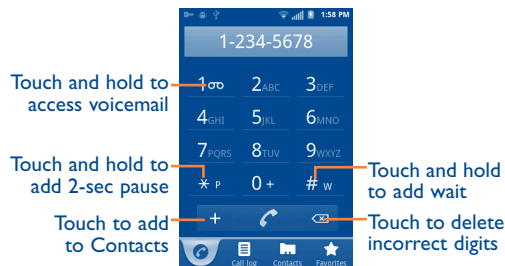 1:58 PM
1-234-5678
Touch and hold to
access voicemail
1 2ABC 3DEF
4GHI 5JKL 6MNO
7PQRS 8TUV 9WXYZ
Touch and hold to
add 2-sec pause
* P 0 + # W
Touch and hold
to add wait
Touch to add
to Contacts
+
Touch to delete
incorrect digits
Call log Contacts Favorites